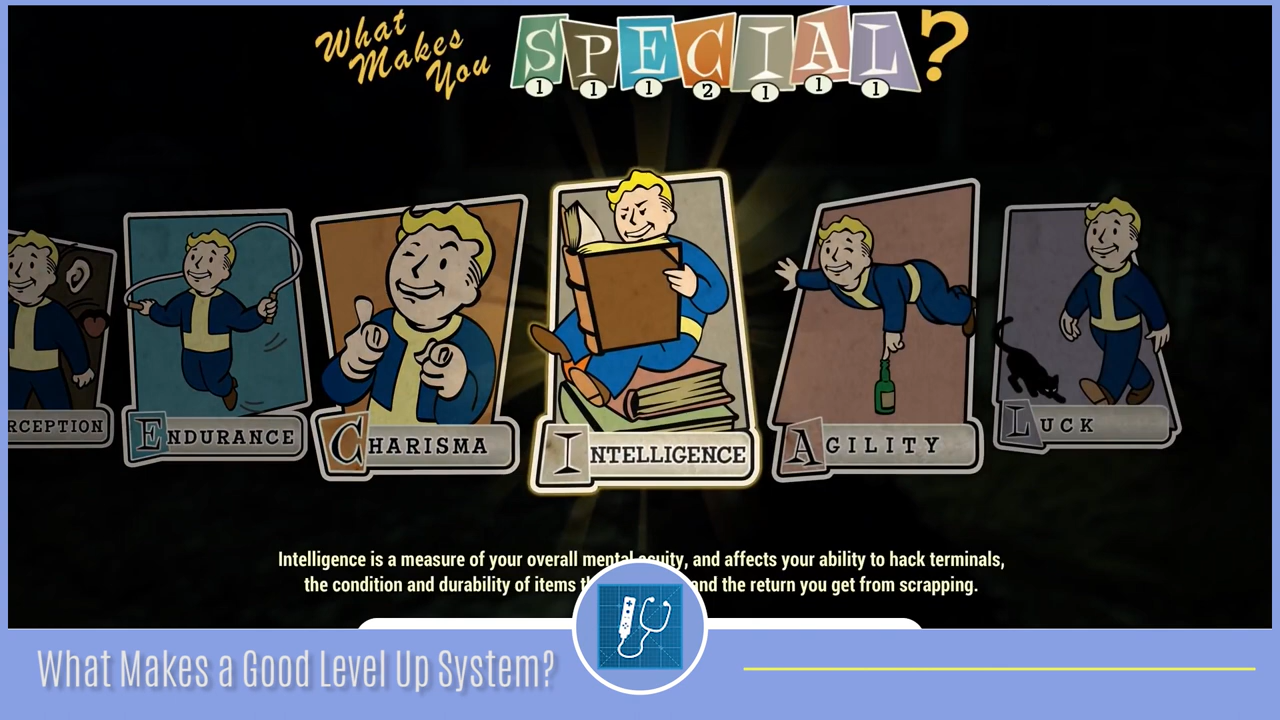 What
Makes
You
SPECIAL?
1 1 1 2 1 1 1
RCEPTION
ENDURANCE
CHARISMA
INTELLIGENCE
AGILITY
LUCK
Intelligence is a measure of your overall mental acuity, and affects your ability to hack terminals,
the condition and durability of items and the return you get from scrapping.
What Makes a Good Level Up System?